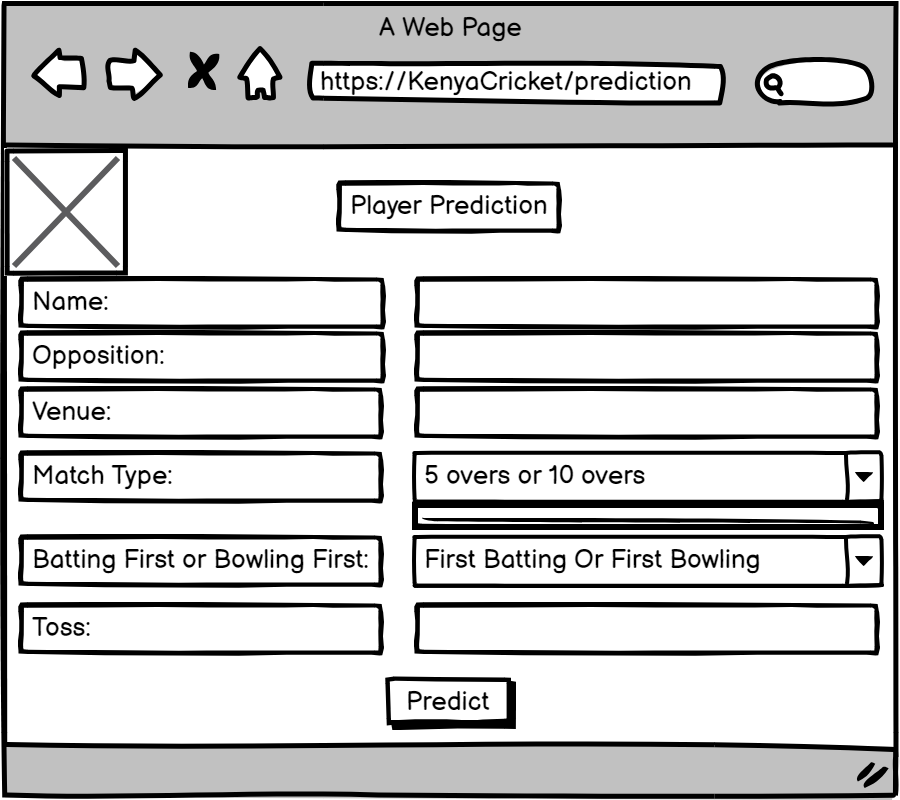 A Web Page
https://KenyaCricket/prediction
Player Prediction
Name:
Opposition:
Venue:
Match Type:
5 overs or 10 overs
Batting First or Bowling First:
First Batting Or First Bowling
Toss:
Predict